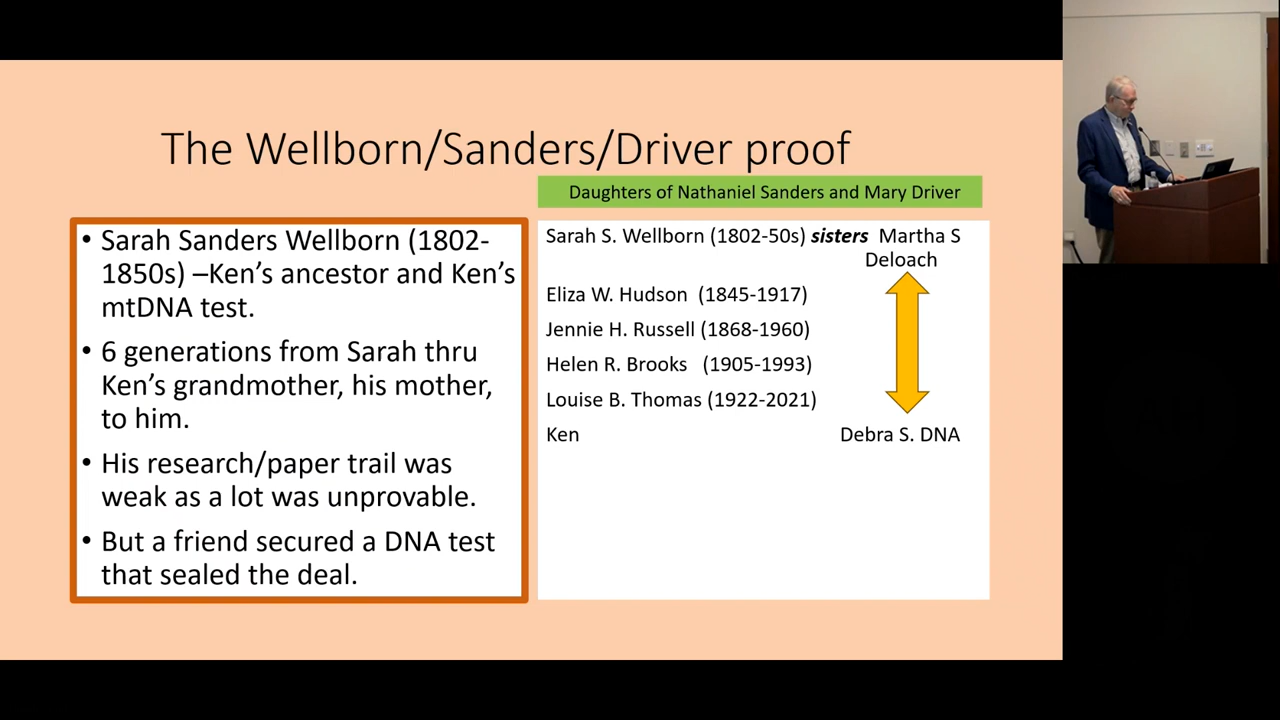 The Wellborn/Sanders/Driver proof
Daughters of Nathaniel Sanders and Mary Driver
• Sarah Sanders Wellborn (1802-
1850s) –Ken’s ancestor and Ken’s
mtDNA test.
• 6 generations from Sarah thru
Ken’s grandmother, his mother,
to him.
• His research/paper trail was
weak as a lot was unprovable.
• But a friend secured a DNA test
that sealed the deal.
Sarah S. Wellborn (1802-50s) sisters Martha S
Deloach
Eliza W. Hudson (1845-1917)
Jennie H. Russell (1868-1960)
Helen R. Brooks (1905-1993)
Louise B. Thomas (1922-2021)
Ken Debra S. DNA